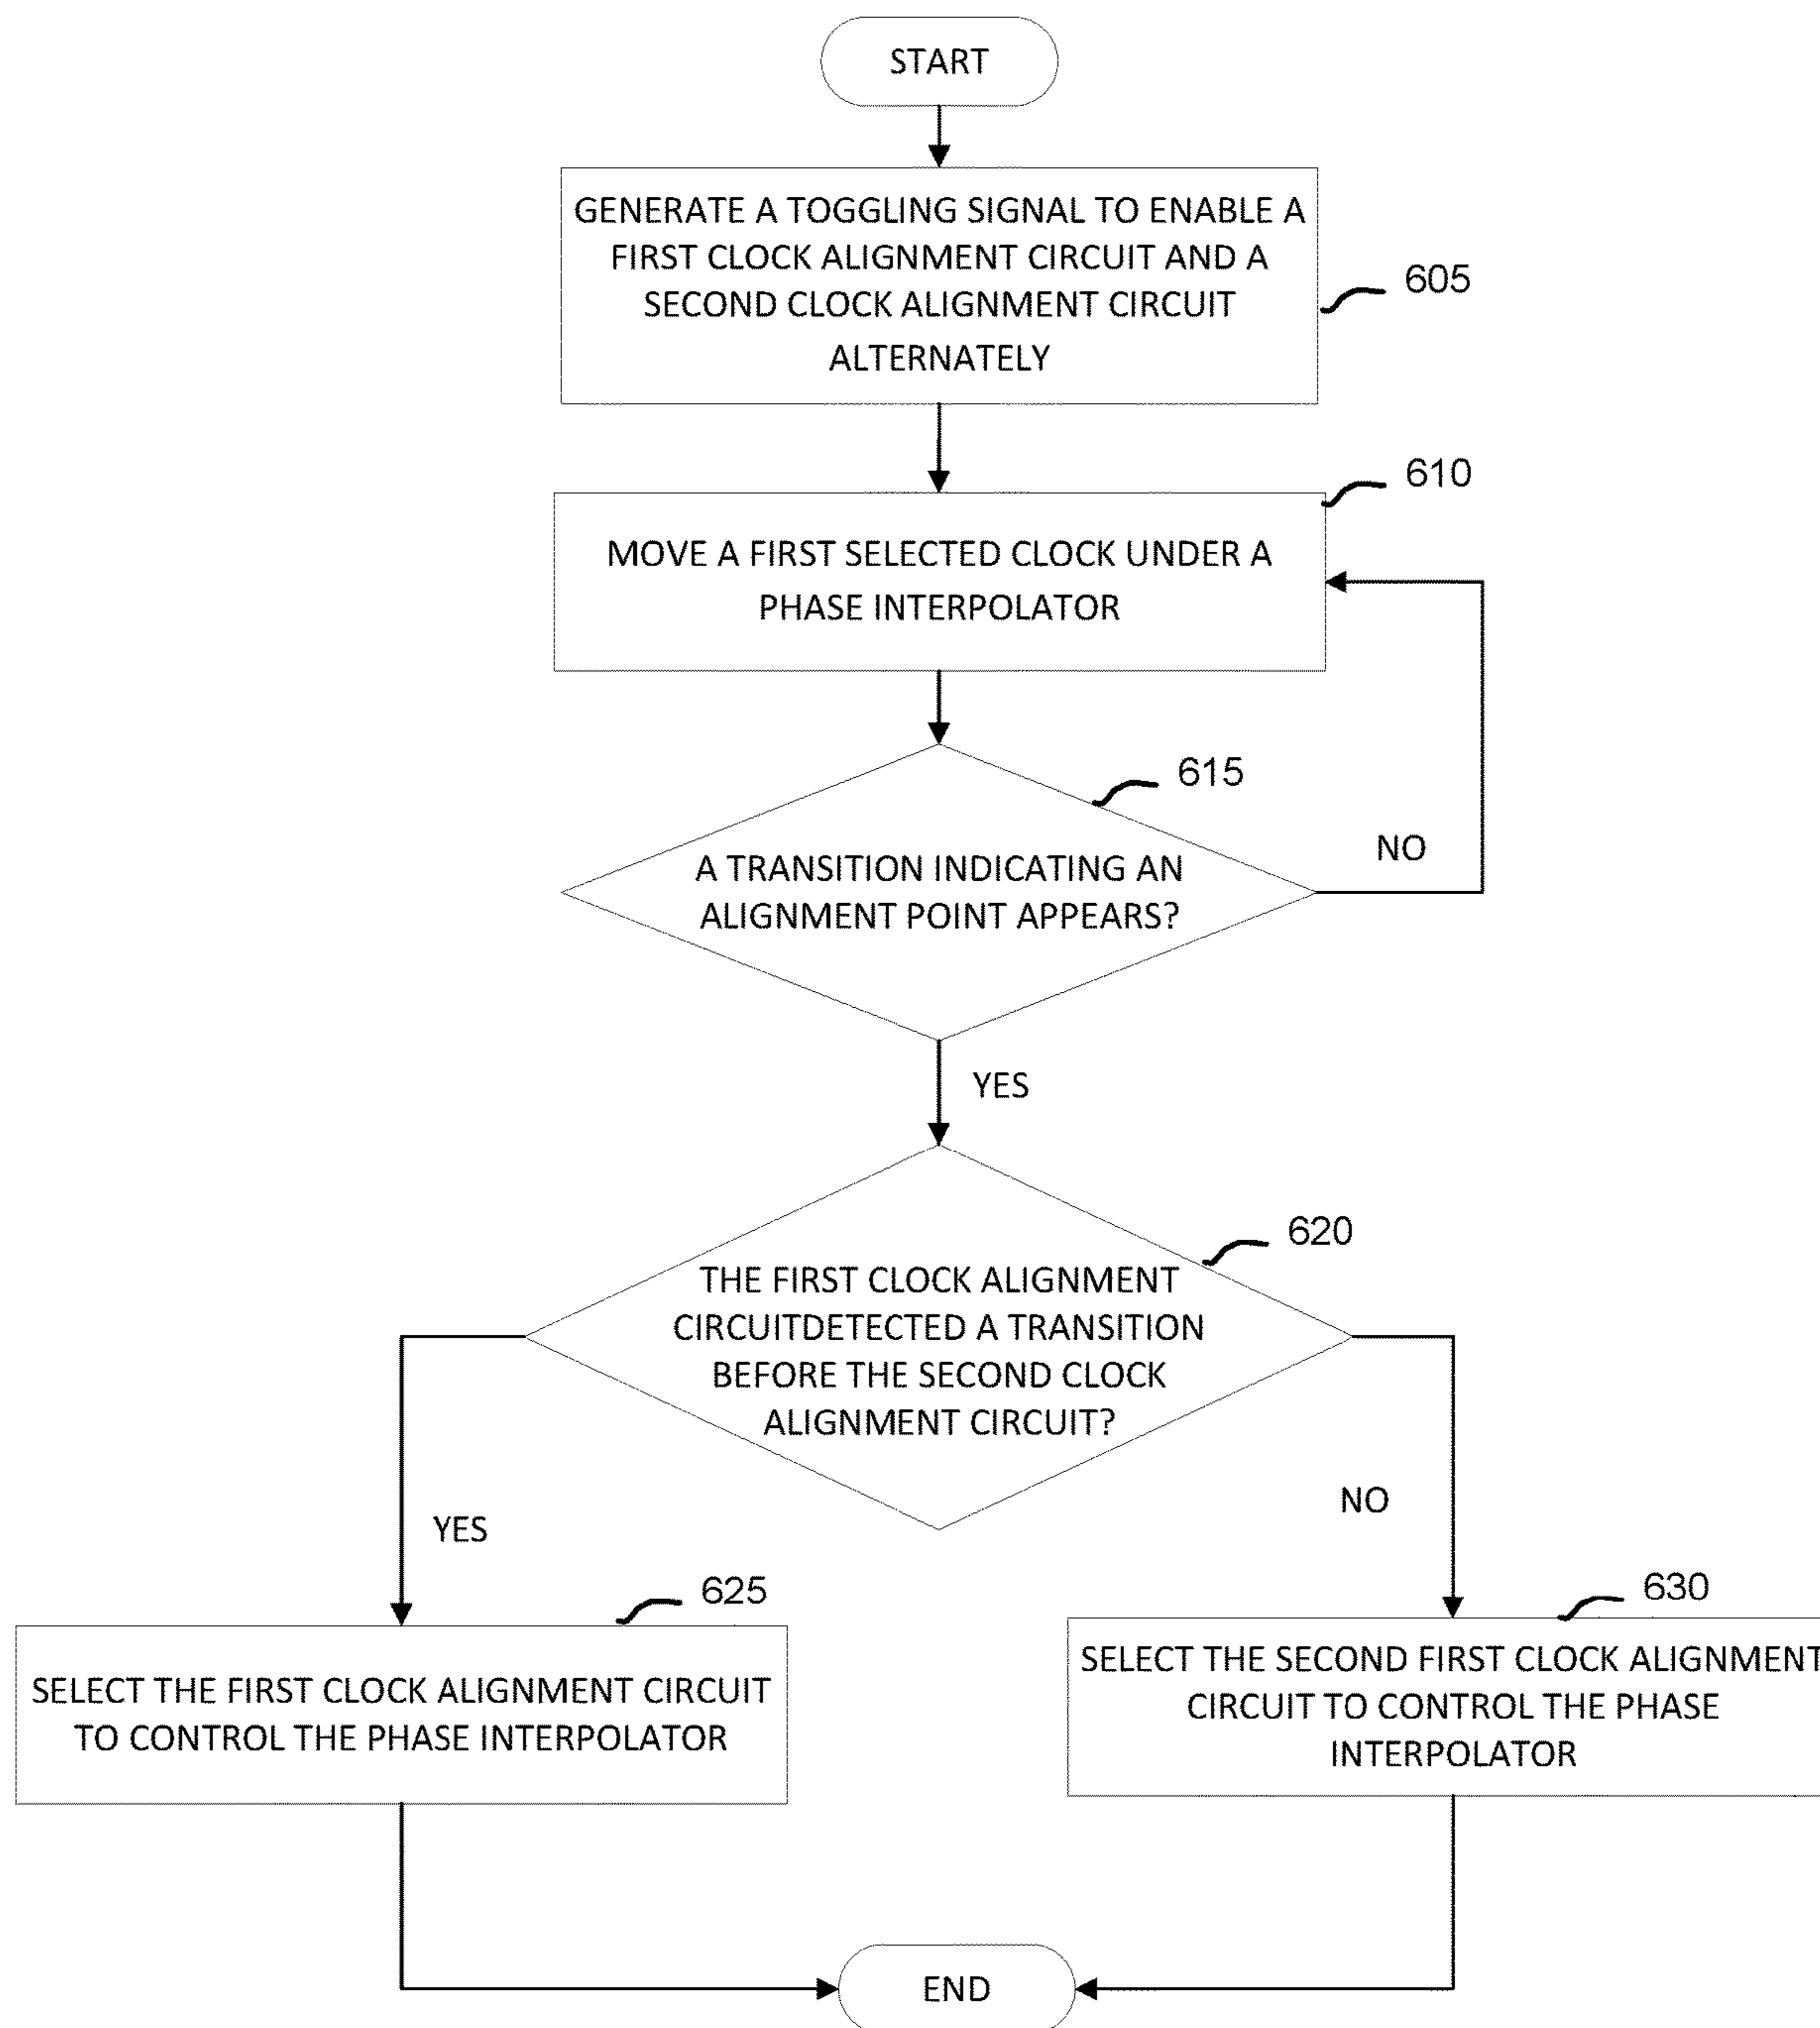 START
GENERATE A TOGGLING SIGNAL TO ENABLE A
FIRST CLOCK ALIGNMENT CIRCUIT AND A
SECOND CLOCK ALIGNMENT CIRCUIT
ALTERNATELY
605
610
MOVE A FIRST SELECTED CLOCK UNDER A
PHASE INTERPOLATOR
615
A TRANSITION INDICATING AN
ALIGNMENT POINT APPEARS?
NO
YES
620
THE FIRST CLOCK ALIGNMENT
CIRCUITDETECTED A TRANSITION
BEFORE THE SECOND CLOCK
ALIGNMENT CIRCUIT?
YES
NO
625
SELECT THE FIRST CLOCK ALIGNMENT CIRCUIT
TO CONTROL THE PHASE INTERPOLATOR
630
SELECT THE SECOND FIRST CLOCK ALIGNMENT
CIRCUIT TO CONTROL THE PHASE
INTERPOLATOR
END